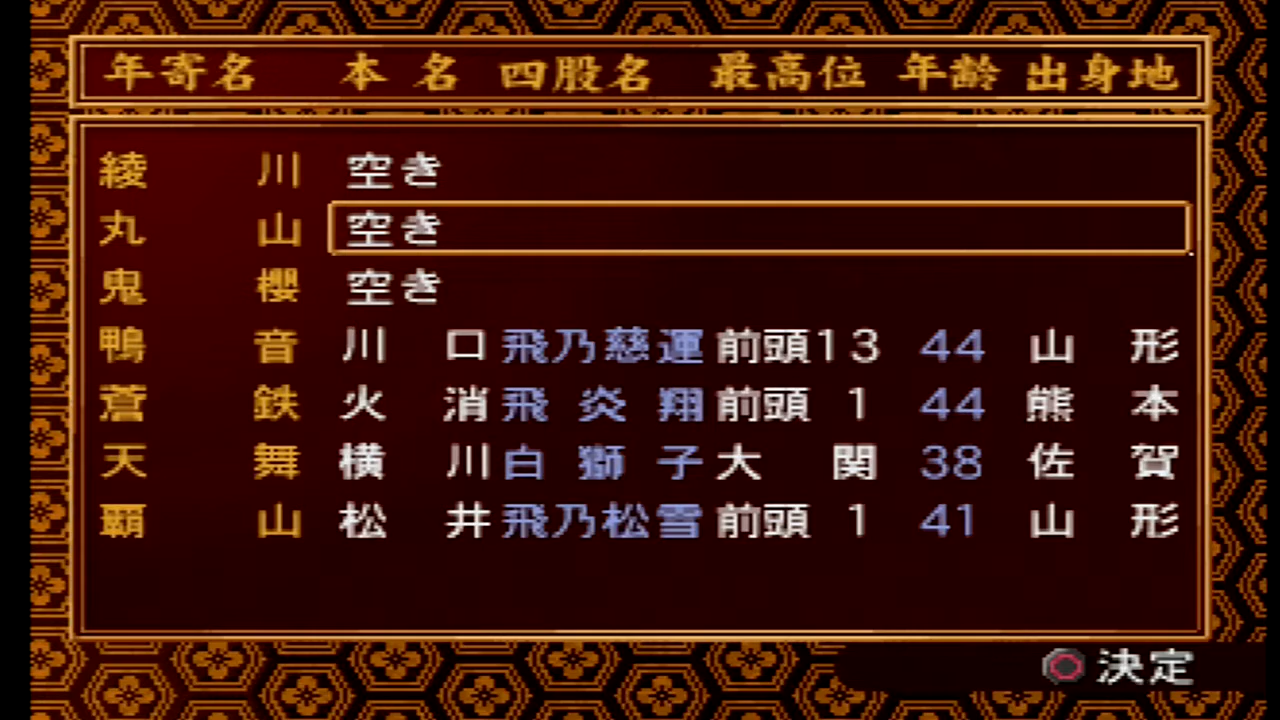 年寄名 本名 四股名 最高位 年齢 出身地
綾川 空き
丸山 空き
鬼櫻 空き
鴨音 川口 飛乃慈運 前頭13 44 山形
蒼鉄 火消 飛炎翔 前頭1 44 熊本
天舞 横川 白獅子 大関 38 佐賀
覇山 松井 飛乃松雪 前頭1 41 山形
決定